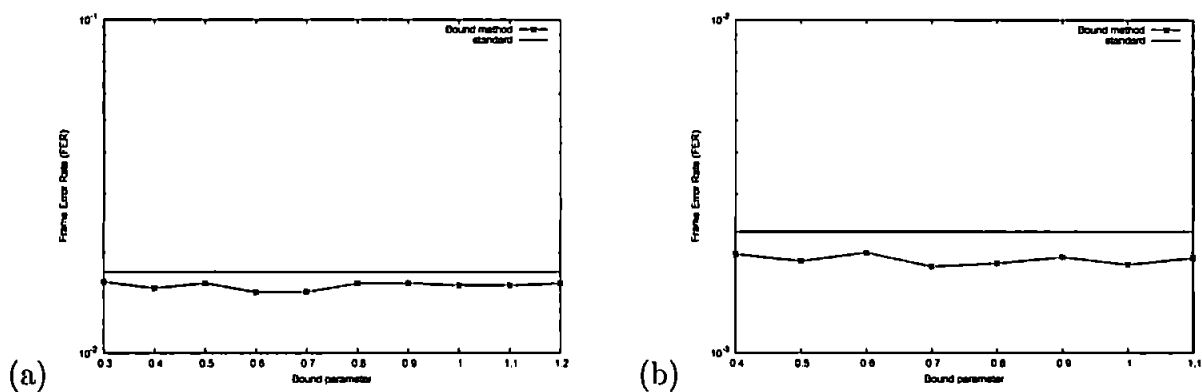 10^-1
Bound method
standard
Frame Error Rate (FER)
10^-2
0.3 0.4 0.5 0.6 0.7 0.8 0.9 1 1.1 1.2
Bound parameter
(a)
10^-2
Bound method
standard
Frame Error Rate (FER)
10^-3
0.4 0.5 0.6 0.7 0.8 0.9 1 1.1
Bound parameter
(b)